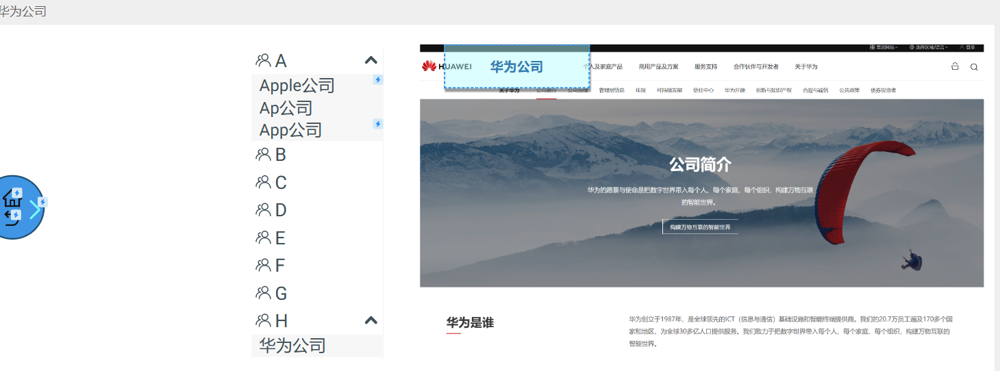 华为公司
A
Apple公司
Ap公司
App公司
B
C
D
E
F
G
H
华为公司
集团网站 选择区域/语言 登录
HUAWEI 华为公司 个人及家庭产品 商用产品及方案 服务支持 合作伙伴与开发者 关于华为
关于华为 公司简介 公司治理 管理层信息 年报 可持续发展 信任中心 华为开源 创新与知识产权 合规与诚信 公共政策 债券投资者
公司简介
华为的愿景与使命是把数字世界带入每个人、每个家庭、每个组织，构建万物互联
的智能世界。
构建万物互联的智能世界
华为是谁
华为创立于1987年，是全球领先的ICT（信息与通信）基础设施和智能终端提供商。我们的20.7万员工遍及170多个国
家和地区，为全球30多亿人口提供服务。我们致力于把数字世界带入每个人、每个家庭、每个组织，构建万物互联的
智能世界。